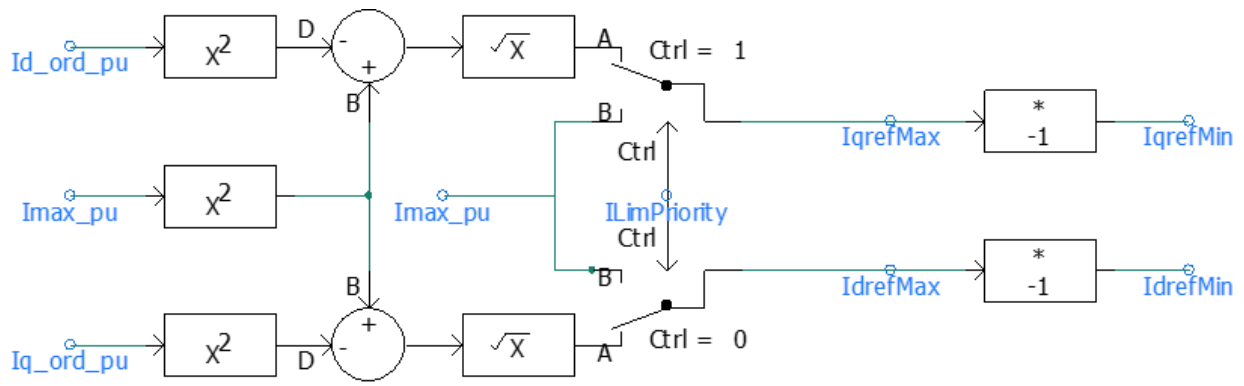 D
A
Ctrl = 1
Id_ord_pu
X2
-
+
√X
B
B
*
-1
IqrefMax
IqrefMin
Ctrl
Imax_pu
X2
Imax_pu
ILimPriority
Ctrl
B
B
*
-1
IdrefMax
IdrefMin
Iq_ord_pu
X2
+
-
D
√X
A
Ctrl = 0